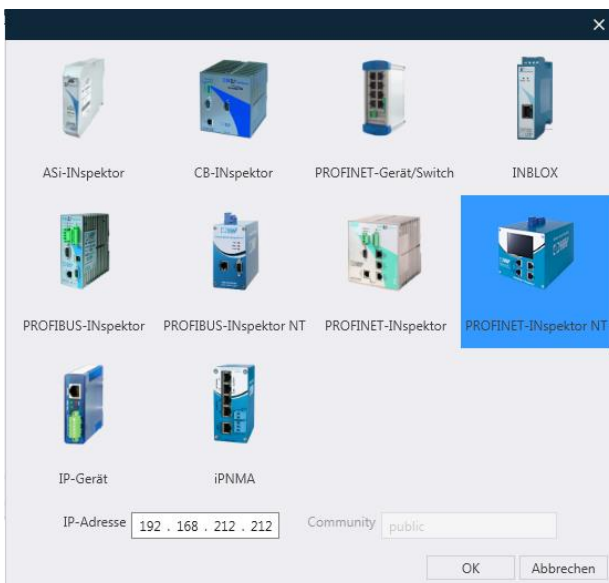 ASi-INspektor CB-INspektor PROFINET-Gerät/Switch INBLOX
PROFIBUS-INspektor PROFIBUS-INspektor NT PROFINET-INspektor PROFINET-INspektor NT
IP-Gerät iPNMA
IP-Adresse 192 . 168 . 212 . 212 Community public
OK Abbrechen